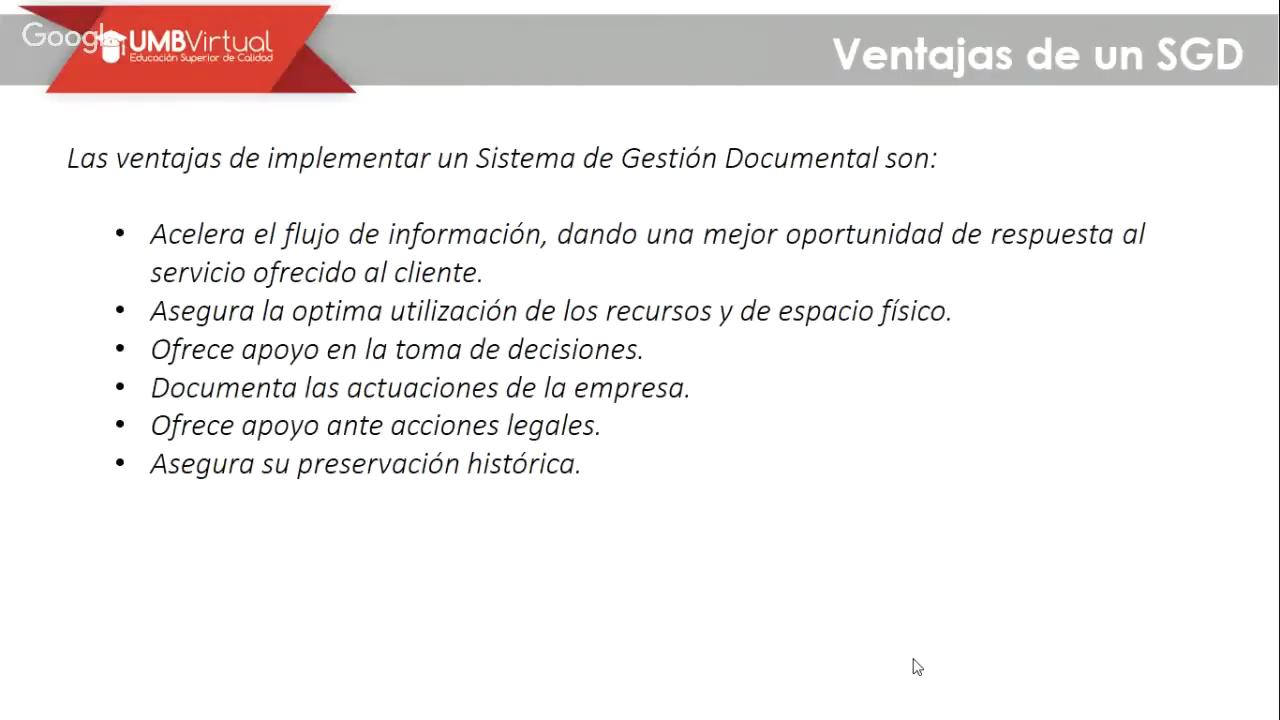 Google
UMBVirtual
Educación Superior de Calidad
Ventajas de un SGD
Las ventajas de implementar un Sistema de Gestión Documental son:
• Acelera el flujo de información, dando una mejor oportunidad de respuesta al
servicio ofrecido al cliente.
• Asegura la optima utilización de los recursos y de espacio físico.
• Ofrece apoyo en la toma de decisiones.
• Documenta las actuaciones de la empresa.
• Ofrece apoyo ante acciones legales.
• Asegura su preservación histórica.